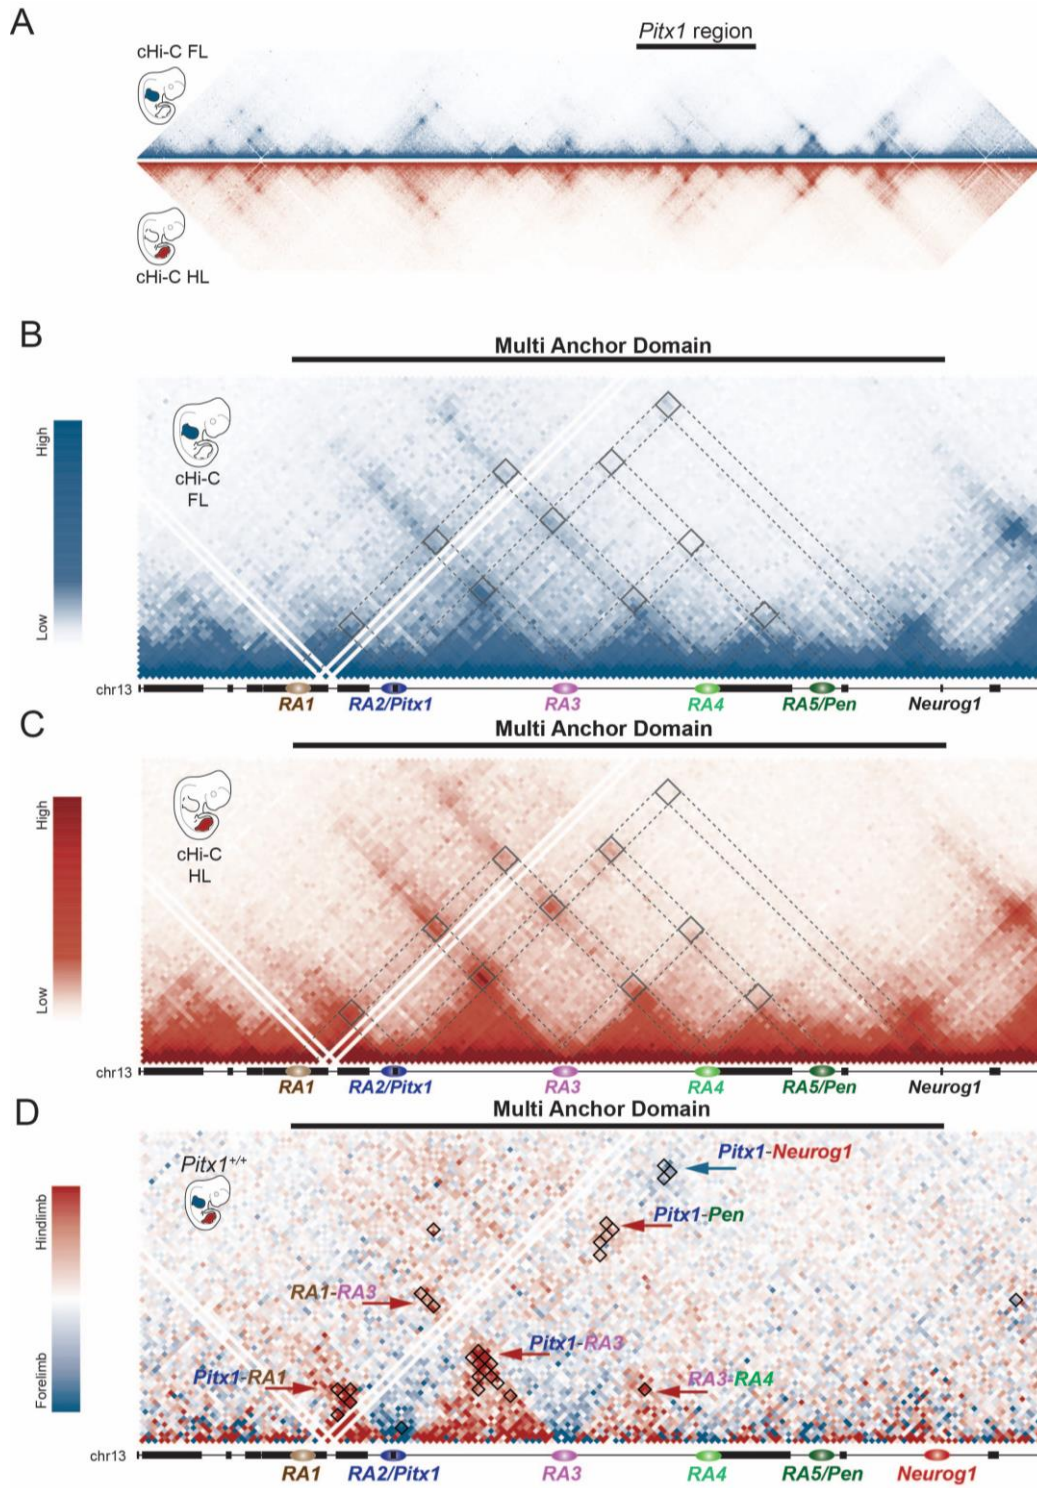 A
Pitx1 region
cHi-C FL
cHi-C HL
B
Multi Anchor Domain
High
Low
cHi-C
FL
chr13
RA1
RA2/Pitx1
RA3
RA4
RA5/Pen
Neurog1
C
Multi Anchor Domain
High
Low
cHi-C
HL
chr13
RA1
RA2/Pitx1
RA3
RA4
RA5/Pen
Neurog1
D
Multi Anchor Domain
Hindlimb
Forelimb
Pitx1+/+
Pitx1-Neurog1
Pitx1-Pen
RA1-RA3
Pitx1-RA3
Pitx1-RA1
RA3-RA4
chr13
RA1
RA2/Pitx1
RA3
RA4
RA5/Pen
Neurog1